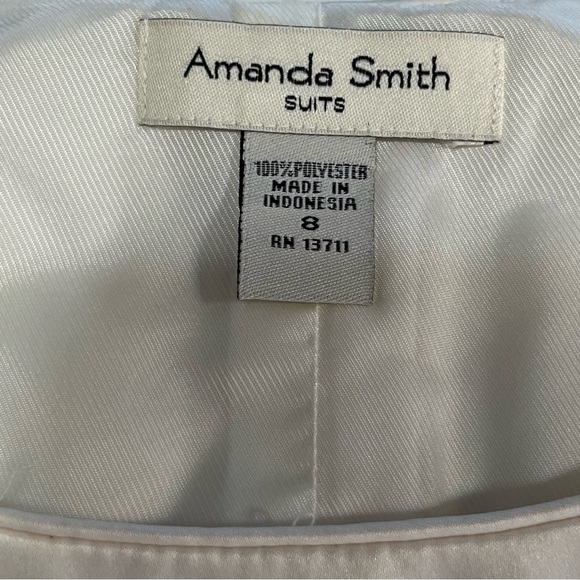 Amanda Smith
SUITS
100%POLYESTER
MADE IN
INDONESIA
8
RN 13711